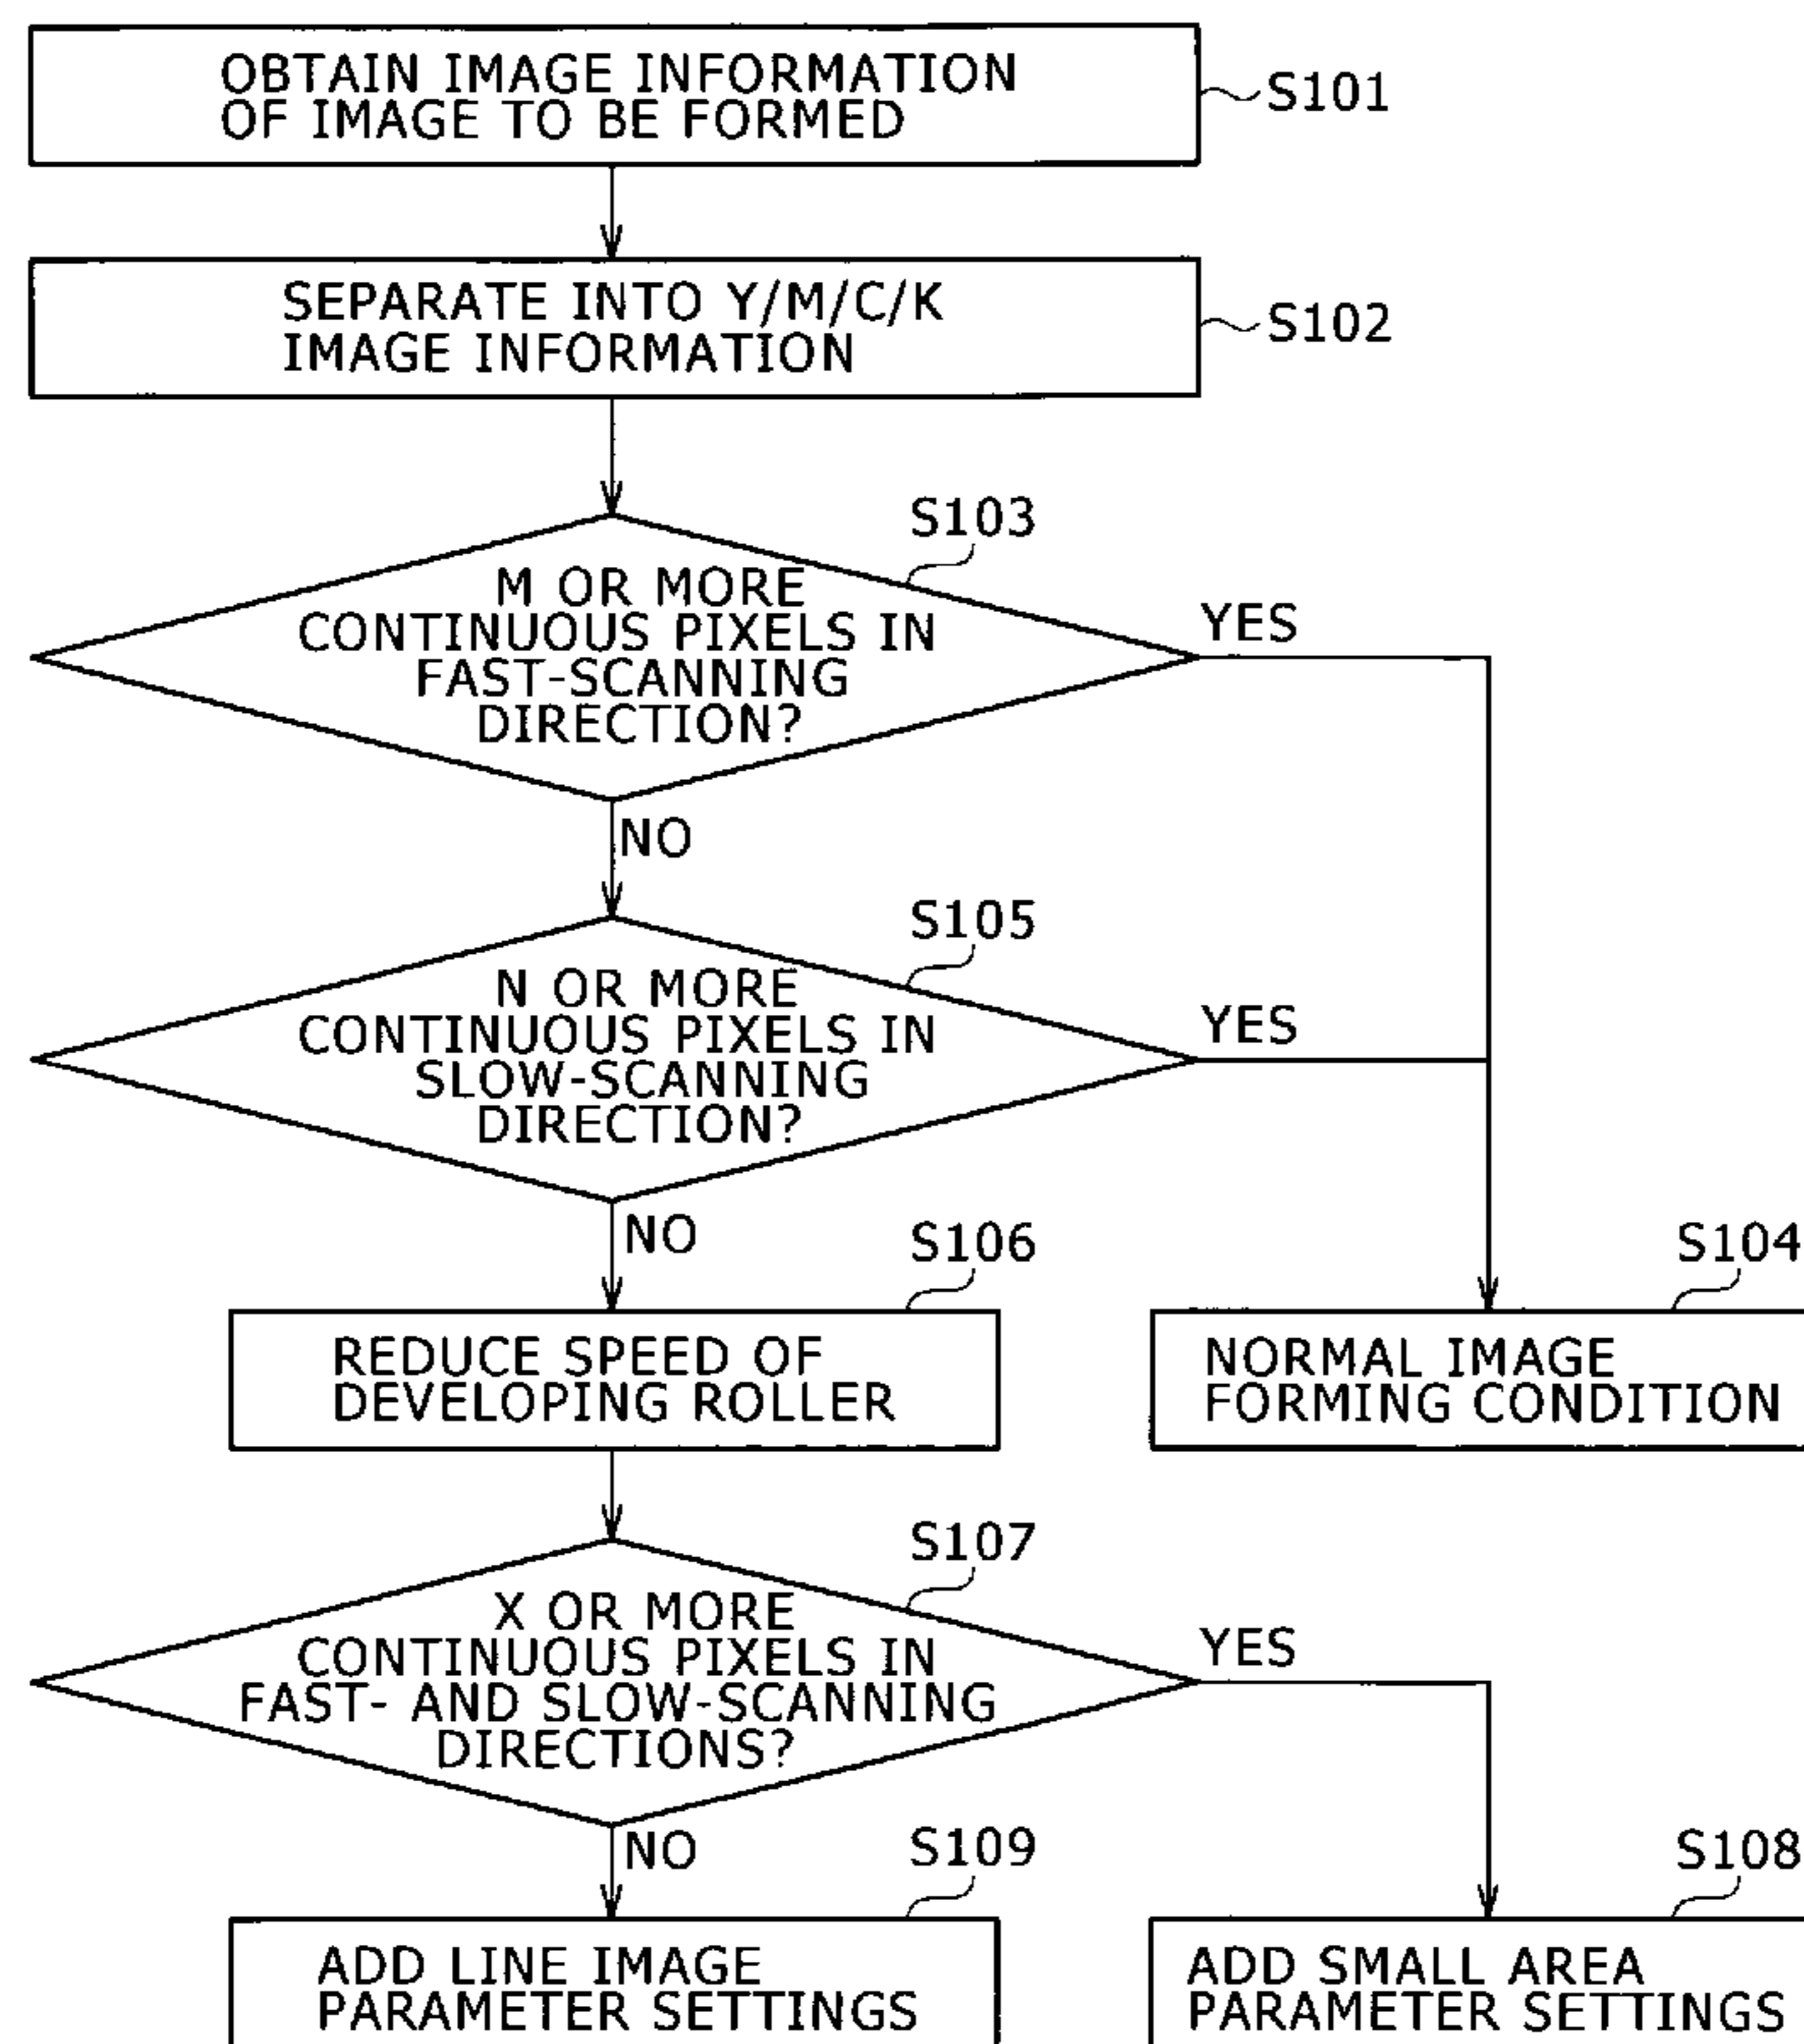 OBTAIN IMAGE INFORMATION
OF IMAGE TO BE FORMED
S101
SEPARATE INTO Y/M/C/K
IMAGE INFORMATION
S102
S103
M OR MORE
CONTINUOUS PIXELS IN
FAST-SCANNING
DIRECTION?
YES
NO
S105
N OR MORE
CONTINUOUS PIXELS IN
SLOW-SCANNING
DIRECTION?
YES
NO
S106
REDUCE SPEED OF
DEVELOPING ROLLER
S104
NORMAL IMAGE
FORMING CONDITION
S107
X OR MORE
CONTINUOUS PIXELS IN
FAST- AND SLOW-SCANNING
DIRECTIONS?
YES
NO
S109
ADD LINE IMAGE
PARAMETER SETTINGS
S108
ADD SMALL AREA
PARAMETER SETTINGS